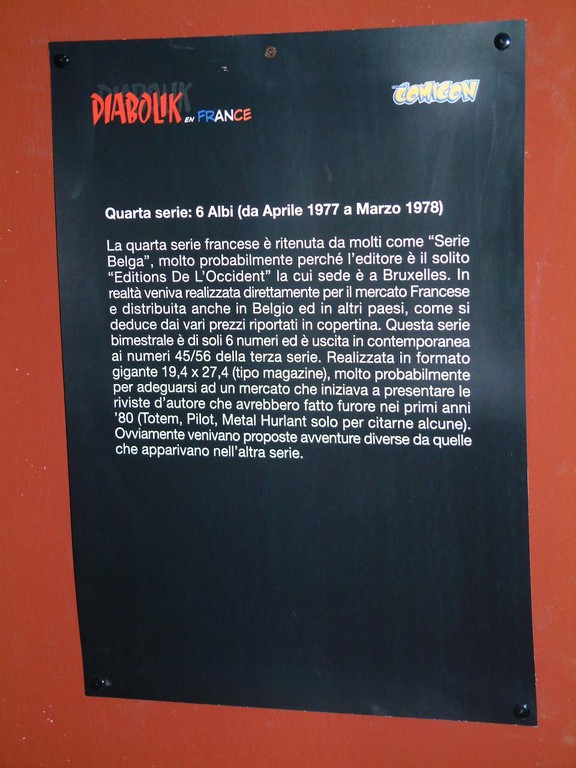 DIABOLIK EN FRANCE
COMICON
Quarta serie: 6 Albi (da Aprile 1977 a Marzo 1978)
La quarta serie francese è ritenuta da molti come “Serie
Belga”, molto probabilmente perché l’editore è il solito
“Editions De L’Occident” la cui sede è a Bruxelles. In
realtà veniva realizzata direttamente per il mercato Francese
e distribuita anche in Belgio ed in altri paesi, come si
deduce dai vari prezzi riportati in copertina. Questa serie
bimestrale è di soli 6 numeri ed è uscita in contemporanea
ai numeri 45/56 della terza serie. Realizzata in formato
gigante 19,4 x 27,4 (tipo magazine), molto probabilmente
per adeguarsi ad un mercato che iniziava a presentare le
riviste d’autore che avrebbero fatto furore nei primi anni
’80 (Totem, Pilot, Metal Hurlant solo per citarne alcune).
Ovviamente venivano proposte avventure diverse da quelle
che apparivano nell’altra serie.